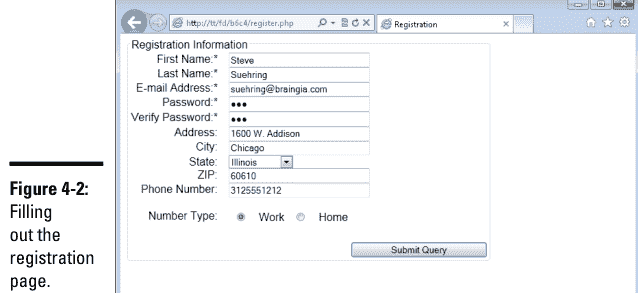 http://tt/fd/b6c4/register.php
Registration
Registration Information
First Name:* Steve
Last Name:* Suehring
E-mail Address:* suehring@braingia.com
Password:* ●●●
Verify Password:* ●●●
Address: 1600 W. Addison
City: Chicago
State: Illinois
ZIP: 60610
Phone Number: 3125551212
Number Type: Work Home
Submit Query
Figure 4-2:
Filling
out the
registration
page.